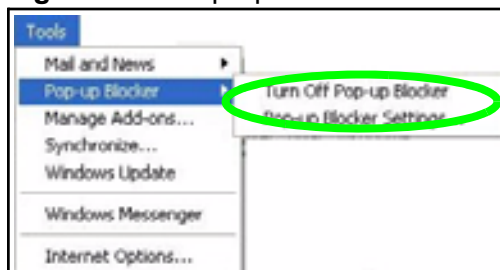 Tools
Mail and News
Pop-up Blocker
Turn Off Pop-up Blocker
Manage Add-ons...
Pop-up Blocker Settings
Synchronize...
Windows Update
Windows Messenger
Internet Options...